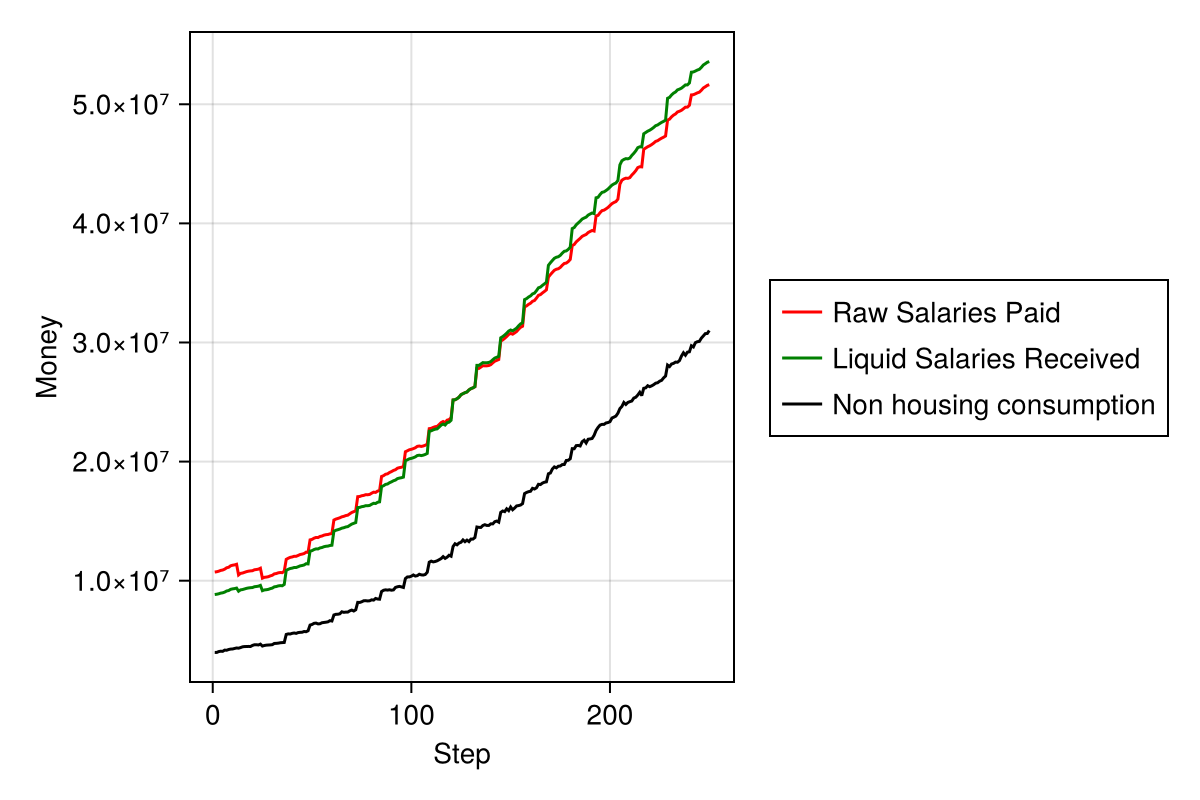 5.0×10⁷
4.0×10⁷
3.0×10⁷
2.0×10⁷
1.0×10⁷
Money
0 100 200
Step
Raw Salaries Paid
Liquid Salaries Received
Non housing consumption